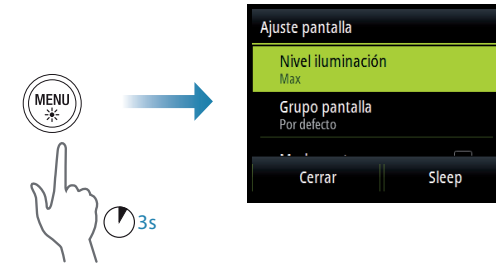 Ajuste pantalla
Nivel iluminación
Max
MENU
Grupo pantalla
Por defecto
Cerrar
Sleep
3s